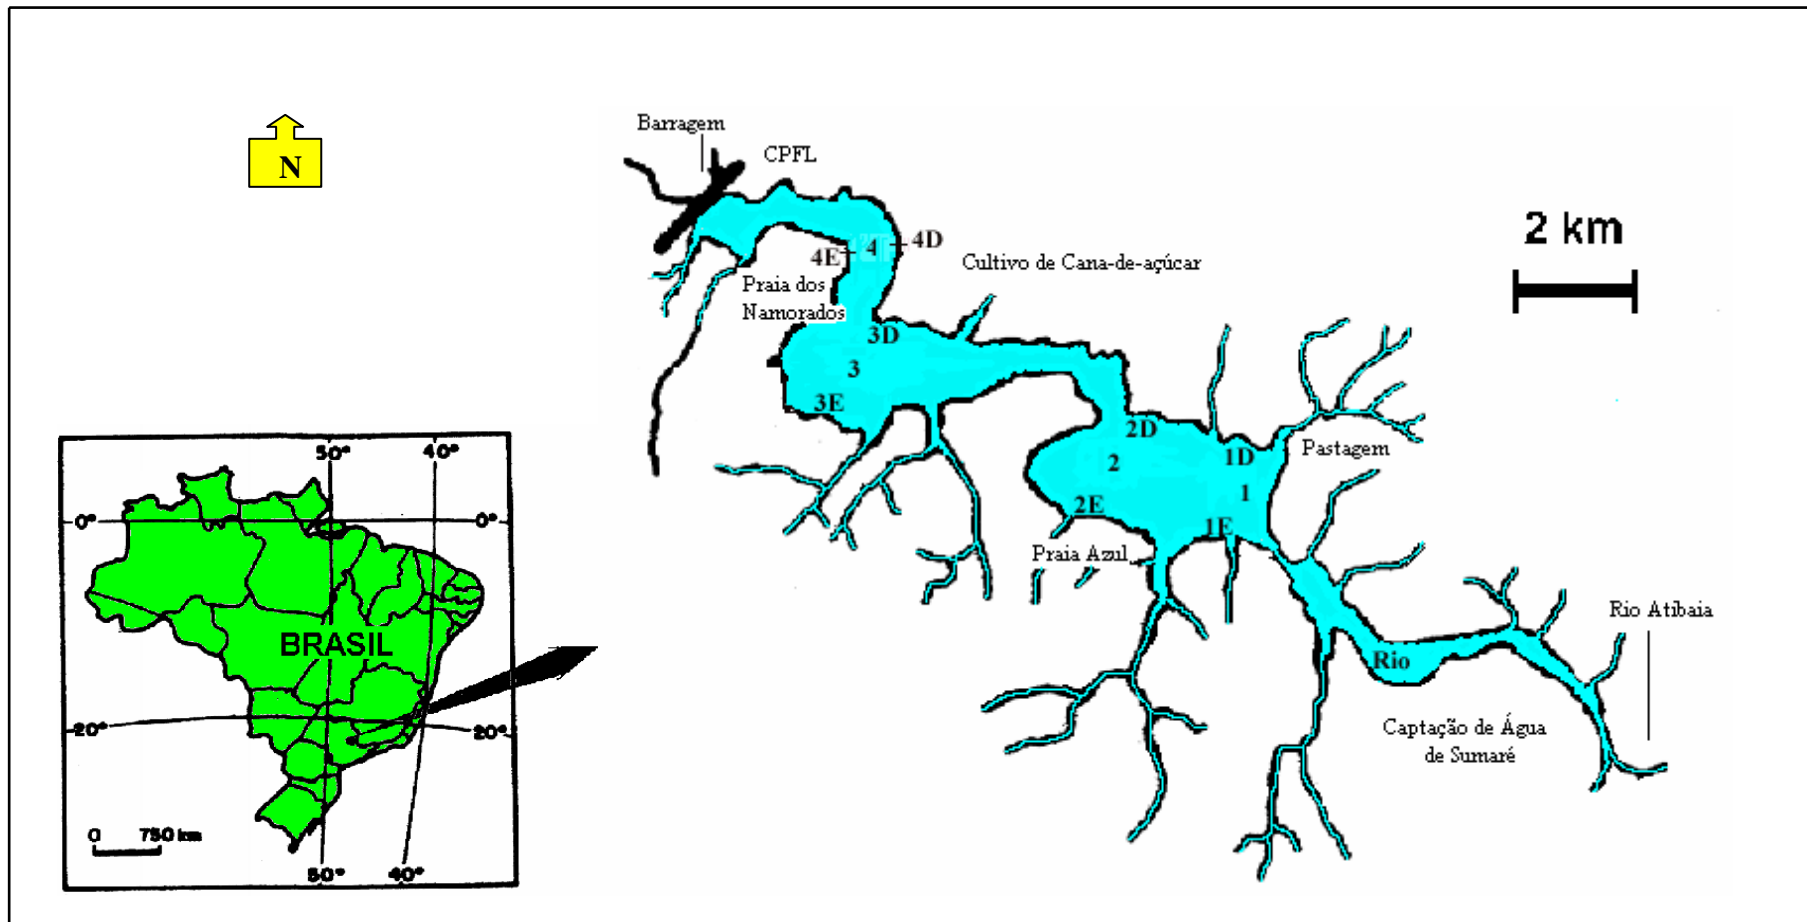 Barragem
CPFL
N
4
4D
4E
Cultivo de Cana-de-açúcar
2 km
Praia dos
Namorados
3D
3
3E
2D
2
2E
1D
1
1E
Pastagem
Praia Azul
Rio Atibaia
Rio
Captação de Água
de Sumaré
50° 40°
0° 0°
BRASIL
20° 20°
0 750 km
50° 40°